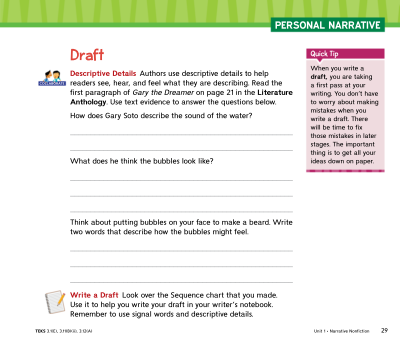 PERSONAL NARRATIVE
Draft
COLLABORATE
Descriptive Details Authors use descriptive details to help
readers see, hear, and feel what they are describing. Read the
first paragraph of Gary the Dreamer on page 21 in the Literature
Anthology. Use text evidence to answer the questions below.
How does Gary Soto describe the sound of the water?
What does he think the bubbles look like?
Think about putting bubbles on your face to make a beard. Write
two words that describe how the bubbles might feel.
Write a Draft Look over the Sequence chart that you made.
Use it to help you write your draft in your writer's notebook.
Remember to use signal words and descriptive details.
Quick Tip
When you write a
draft, you are taking
a first pass at your
writing. You don't have
to worry about making
mistakes when you
write a draft. There
will be time to fix
those mistakes in later
stages. The important
thing is to get all your
ideas down on paper.
Unit 1 • Narrative Nonfiction 29